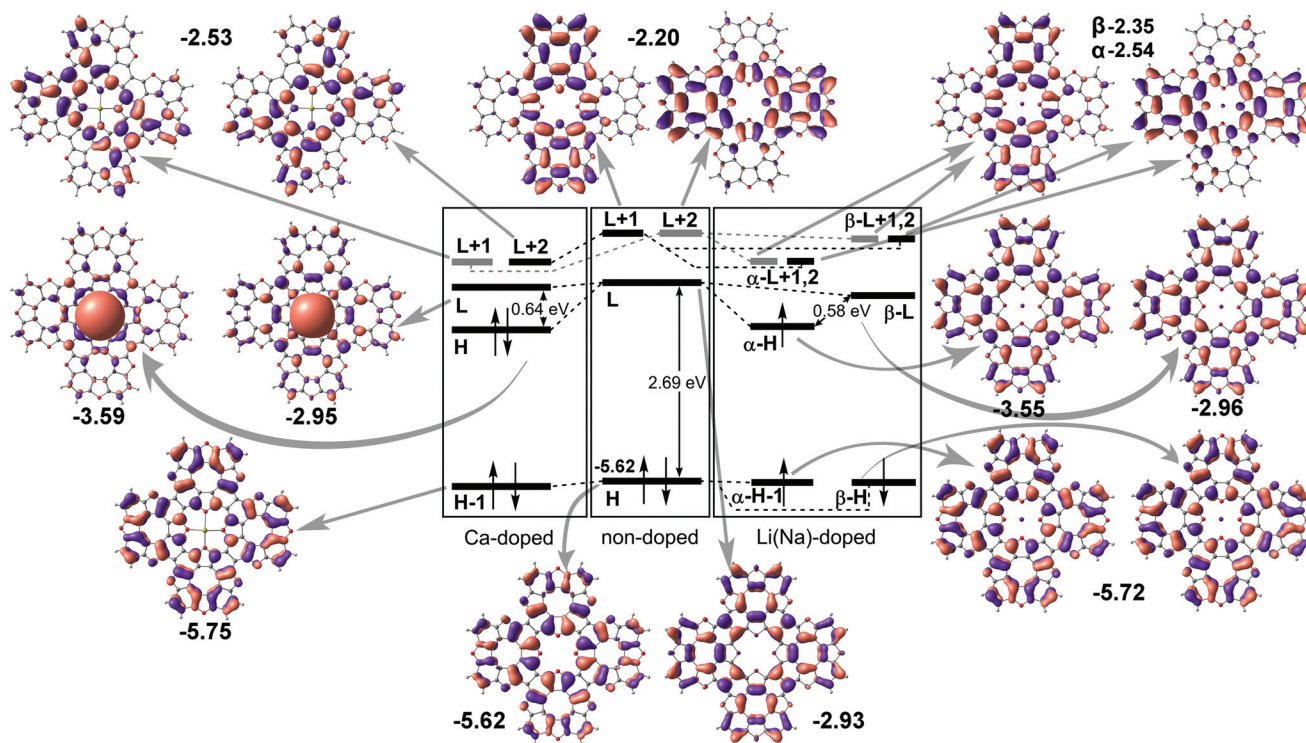 -2.53
-2.20
β-2.35
α-2.54
L+1
L+2
L+1
L+2
β-L+1,2
α-L+1,2
L
0.64 eV
H
L
0.58 eV
β-L
α-H
2.69 eV
-3.59
-2.95
-3.55
-2.96
-5.62
H-1
H
α-H-1
β-H
Ca-doped
non-doped
Li(Na)-doped
-5.75
-5.72
-5.62
-2.93